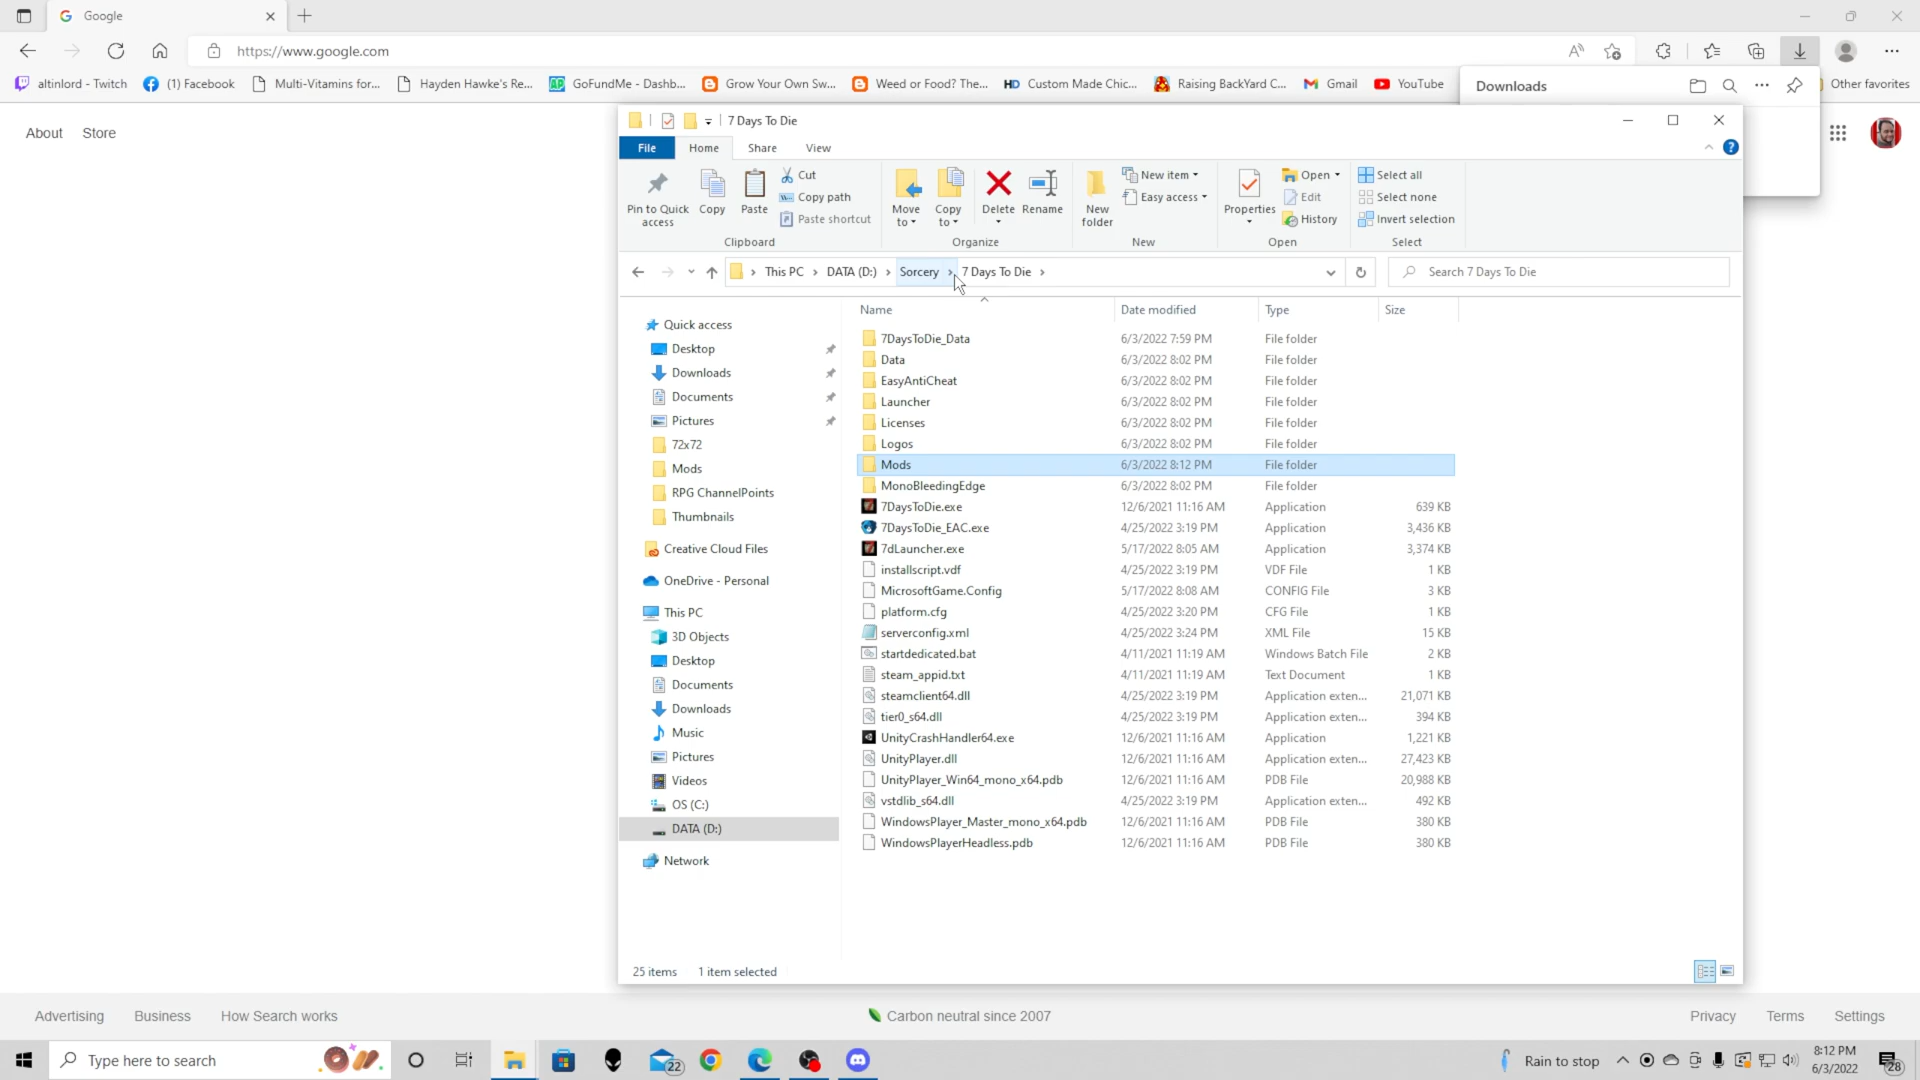 Google
https://www.google.com
altinlord - Twitch
(1) Facebook
Multi-Vitamins for...
Hayden Hawke's Re...
GoFundMe - Dashb...
Grow Your Own Sw...
Weed or Food? The...
HD Custom Made Chic...
Raising BackYard C...
Gmail
YouTube
Downloads
Other favorites
About Store
7 Days To Die
File Home Share View
Pin to Quick access
Copy
Paste
Cut
Copy path
Paste shortcut
Clipboard
Move to
Copy to
Delete
Rename
Organize
New folder
New item
Easy access
New
Properties
Open
Edit
History
Open
Select all
Select none
Invert selection
Select
This PC > DATA (D:) > Sorcery > 7 Days To Die >
Search 7 Days To Die
Quick access
Desktop
Downloads
Documents
Pictures
72x72
Mods
RPG ChannelPoints
Thumbnails
Creative Cloud Files
OneDrive - Personal
This PC
3D Objects
Desktop
Documents
Downloads
Music
Pictures
Videos
OS (C:)
DATA (D:)
Network
Name Date modified Type Size
7DaysToDie_Data 6/3/2022 7:59 PM File folder
Data 6/3/2022 8:02 PM File folder
EasyAntiCheat 6/3/2022 8:02 PM File folder
Launcher 6/3/2022 8:02 PM File folder
Licenses 6/3/2022 8:02 PM File folder
Logos 6/3/2022 8:02 PM File folder
Mods 6/3/2022 8:12 PM File folder
MonoBleedingEdge 6/3/2022 8:02 PM File folder
7DaysToDie.exe 12/6/2021 11:16 AM Application 639 KB
7DaysToDie_EAC.exe 4/25/2022 3:19 PM Application 3,436 KB
7dLauncher.exe 5/17/2022 8:05 AM Application 3,374 KB
installscript.vdf 4/25/2022 3:19 PM VDF File 1 KB
MicrosoftGame.Config 5/17/2022 8:08 AM CONFIG File 3 KB
platform.cfg 4/25/2022 3:20 PM CFG File 1 KB
serverconfig.xml 4/25/2022 3:24 PM XML File 15 KB
startdedicated.bat 4/11/2021 11:19 AM Windows Batch File 2 KB
steam_appid.txt 4/11/2021 11:19 AM Text Document 1 KB
steamclient64.dll 4/25/2022 3:19 PM Application exten... 21,071 KB
tier0_s64.dll 4/25/2022 3:19 PM Application exten... 394 KB
UnityCrashHandler64.exe 12/6/2021 11:16 AM Application 1,221 KB
UnityPlayer.dll 12/6/2021 11:16 AM Application exten... 27,423 KB
UnityPlayer_Win64_mono_x64.pdb 12/6/2021 11:16 AM PDB File 20,988 KB
vstdlib_s64.dll 4/25/2022 3:19 PM Application exten... 492 KB
WindowsPlayer_Master_mono_x64.pdb 12/6/2021 11:16 AM PDB File 380 KB
WindowsPlayerHeadless.pdb 12/6/2021 11:16 AM PDB File 380 KB
25 items 1 item selected
Advertising Business How Search works
Carbon neutral since 2007
Privacy Terms Settings
Type here to search
22
Rain to stop
8:12 PM
6/3/2022
28